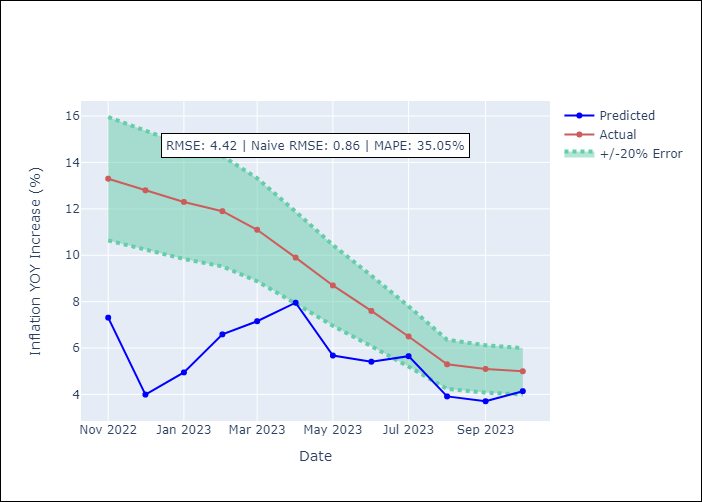 RMSE: 4.42 | Naive RMSE: 0.86 | MAPE: 35.05%
Predicted
Actual
+/-20% Error
Inflation YOY Increase (%)
16
14
12
10
8
6
4
Nov 2022
Jan 2023
Mar 2023
May 2023
Jul 2023
Sep 2023
Date